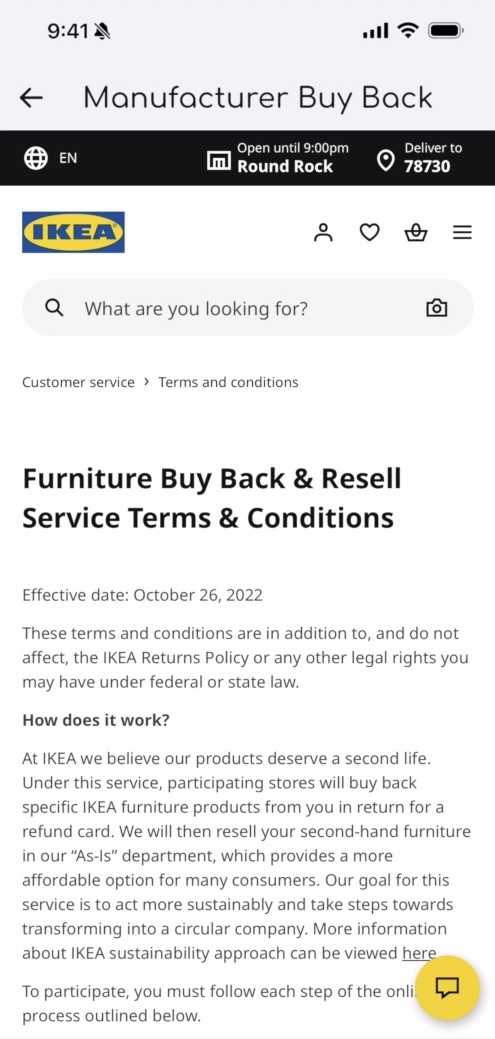 9:41
Manufacturer Buy Back
EN
Open until 9:00pm
Round Rock
Deliver to
78730
IKEA
What are you looking for?
Customer service › Terms and conditions
Furniture Buy Back & Resell
Service Terms & Conditions
Effective date: October 26, 2022
These terms and conditions are in addition to, and do not
affect, the IKEA Returns Policy or any other legal rights you
may have under federal or state law.
How does it work?
At IKEA we believe our products deserve a second life.
Under this service, participating stores will buy back
specific IKEA furniture products from you in return for a
refund card. We will then resell your second-hand furniture
in our “As-Is” department, which provides a more
affordable option for many consumers. Our goal for this
service is to act more sustainably and take steps towards
transforming into a circular company. More information
about IKEA sustainability approach can be viewed here
To participate, you must follow each step of the
process outlined below.